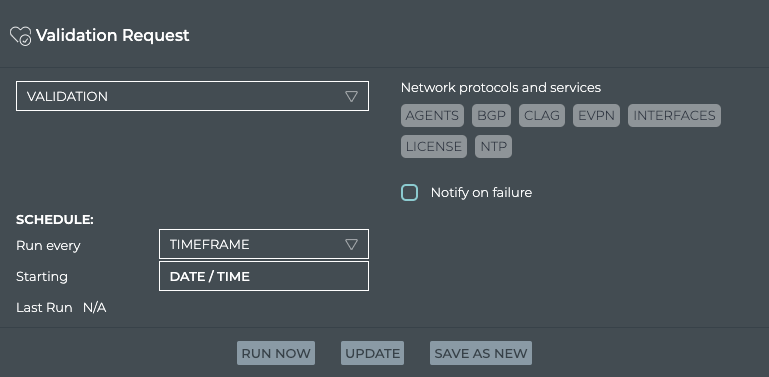 Validation Request
VALIDATION
Network protocols and services
AGENTS BGP CLAG EVPN INTERFACES
LICENSE NTP
Notify on failure
SCHEDULE:
Run every TIMEFRAME
Starting DATE / TIME
Last Run N/A
RUN NOW UPDATE SAVE AS NEW